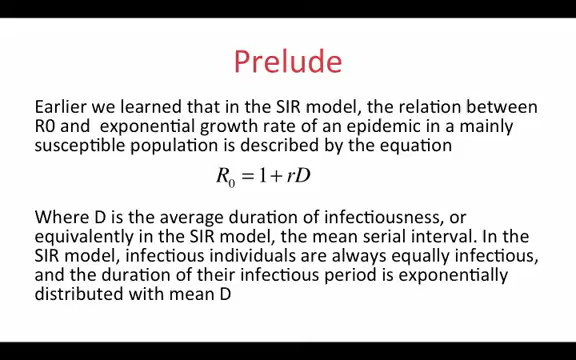 Prelude
Earlier we learned that in the SIR model, the relation between
R0 and exponential growth rate of an epidemic in a mainly
susceptible population is described by the equation
R₀ = 1 + rD
Where D is the average duration of infectiousness, or
equivalently in the SIR model, the mean serial interval. In the
SIR model, infectious individuals are always equally infectious,
and the duration of their infectious period is exponentially
distributed with mean D